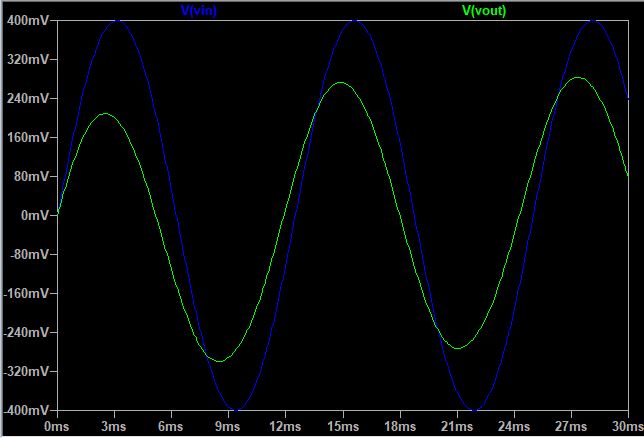 V(vin) V(vout)
400mV
320mV
240mV
160mV
80mV
0mV
-80mV
-160mV
-240mV
-320mV
-400mV
0ms 3ms 6ms 9ms 12ms 15ms 18ms 21ms 24ms 27ms 30ms